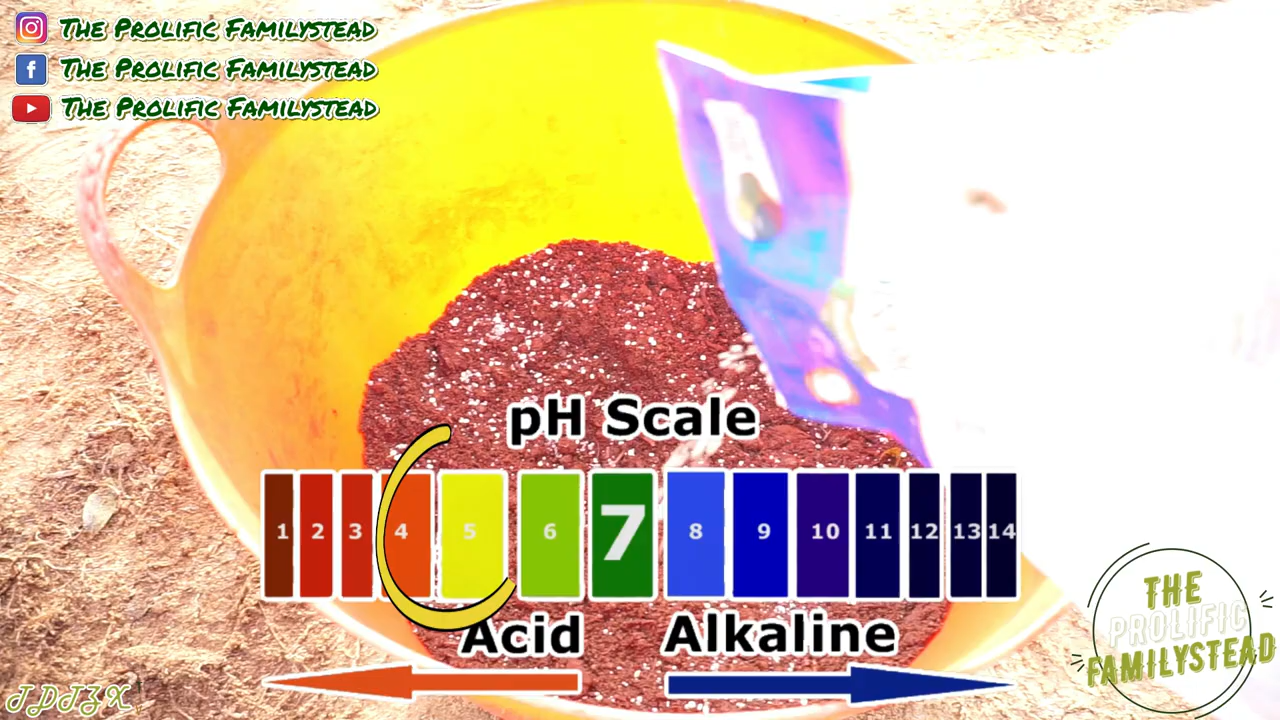 The Prolific Familystead
The Prolific Familystead
The Prolific Familystead
pH Scale
1 2 3 4 5 6 7 8 9 10 11 12 13 14
Acid Alkaline
THE
PROLIFIC
FAMILYSTEAD